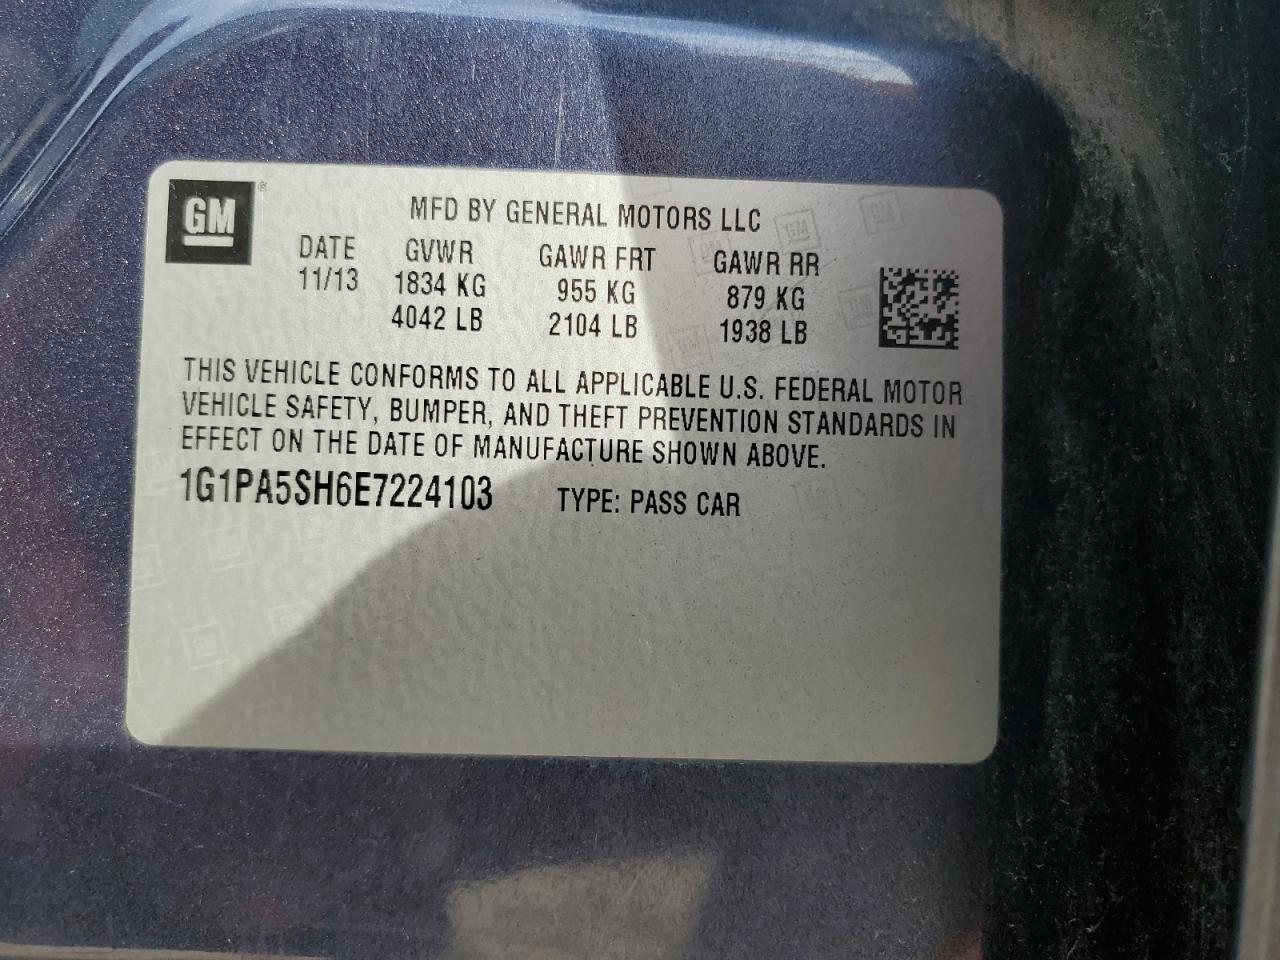 GM ® MFD BY GENERAL MOTORS LLC
DATE GVWR GAWR FRT GAWR RR
11/13 1834 KG 955 KG 879 KG
4042 LB 2104 LB 1938 LB
THIS VEHICLE CONFORMS TO ALL APPLICABLE U.S. FEDERAL MOTOR
VEHICLE SAFETY, BUMPER, AND THEFT PREVENTION STANDARDS IN
EFFECT ON THE DATE OF MANUFACTURE SHOWN ABOVE.
1G1PA5SH6E7224103 TYPE: PASS CAR